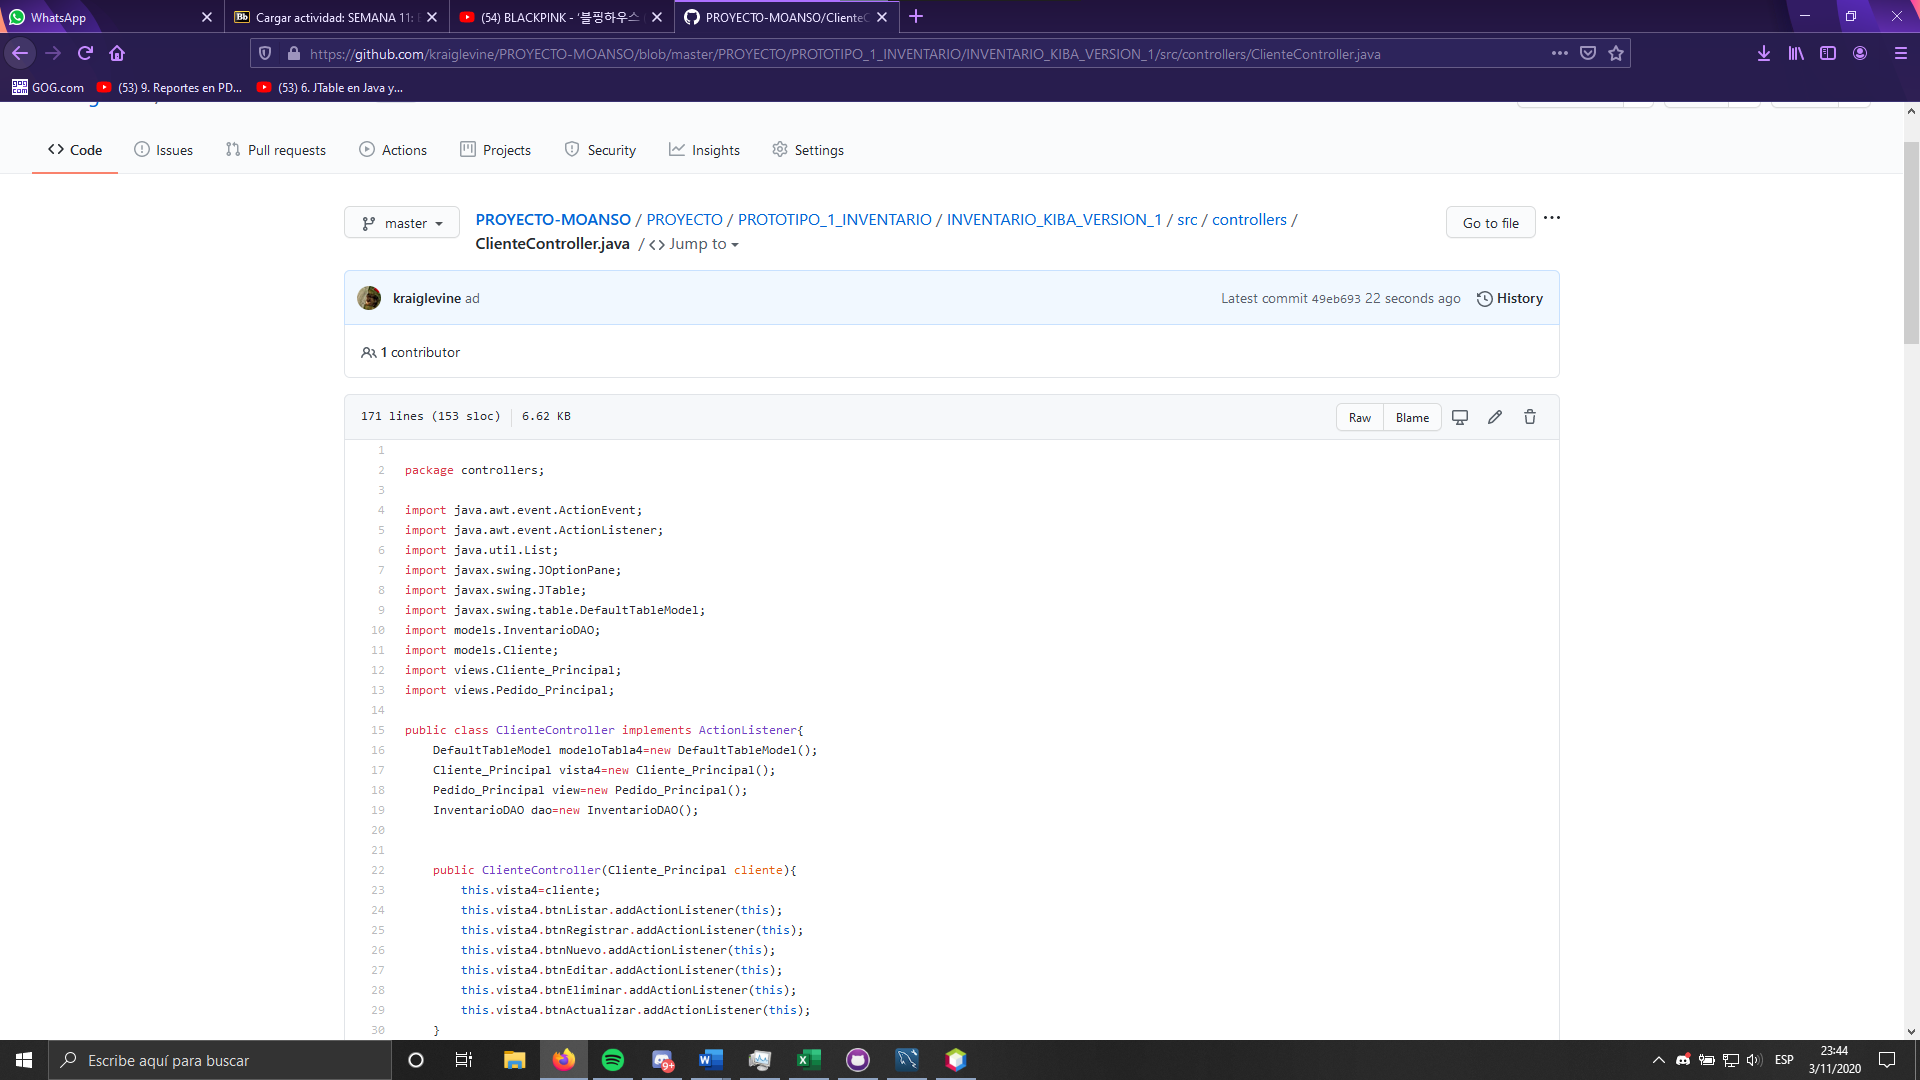 WhatsApp
Bb Cargar actividad: SEMANA 11:
(54) BLACKPINK - '블핑하우스
PROYECTO-MOANSO/ClienteC
https://github.com/kraiglevine/PROYECTO-MOANSO/blob/master/PROYECTO/PROTOTIPO_1_INVENTARIO/INVENTARIO_KIBA_VERSION_1/src/controllers/ClienteController.java
GOG.com
(53) 9. Reportes en PD...
(53) 6. JTable en Java y...
Code
Issues
Pull requests
Actions
Projects
Security
Insights
Settings
master
PROYECTO-MOANSO / PROYECTO / PROTOTIPO_1_INVENTARIO / INVENTARIO_KIBA_VERSION_1 / src / controllers /
ClienteController.java / <> Jump to
Go to file
...
kraiglevine ad
Latest commit 49eb693 22 seconds ago
History
1 contributor
171 lines (153 sloc) 6.62 KB
Raw
Blame
1
2 package controllers;
3
4 import java.awt.event.ActionEvent;
5 import java.awt.event.ActionListener;
6 import java.util.List;
7 import javax.swing.JOptionPane;
8 import javax.swing.JTable;
9 import javax.swing.table.DefaultTableModel;
10 import models.InventarioDAO;
11 import models.Cliente;
12 import views.Cliente_Principal;
13 import views.Pedido_Principal;
14
15 public class ClienteController implements ActionListener{
16 DefaultTableModel modeloTabla4=new DefaultTableModel();
17 Cliente_Principal vista4=new Cliente_Principal();
18 Pedido_Principal view=new Pedido_Principal();
19 InventarioDAO dao=new InventarioDAO();
20
21
22 public ClienteController(Cliente_Principal cliente){
23 this.vista4=cliente;
24 this.vista4.btnListar.addActionListener(this);
25 this.vista4.btnRegistrar.addActionListener(this);
26 this.vista4.btnNuevo.addActionListener(this);
27 this.vista4.btnEditar.addActionListener(this);
28 this.vista4.btnEliminar.addActionListener(this);
29 this.vista4.btnActualizar.addActionListener(this);
30 }
Escribe aquí para buscar
9+
ESP
23:44
3/11/2020